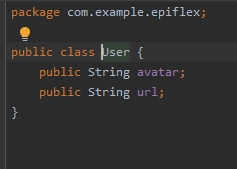 package com.example.epiflex;
public class User {
    public String avatar;
    public String url;
}